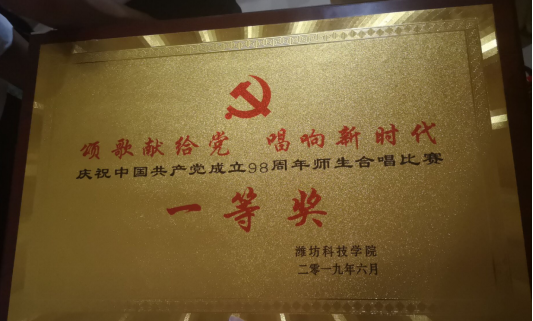 颂歌献给党 唱响新时代
庆祝中国共产党成立98周年师生合唱比赛
一等奖
潍坊科技学院
二零一九年六月